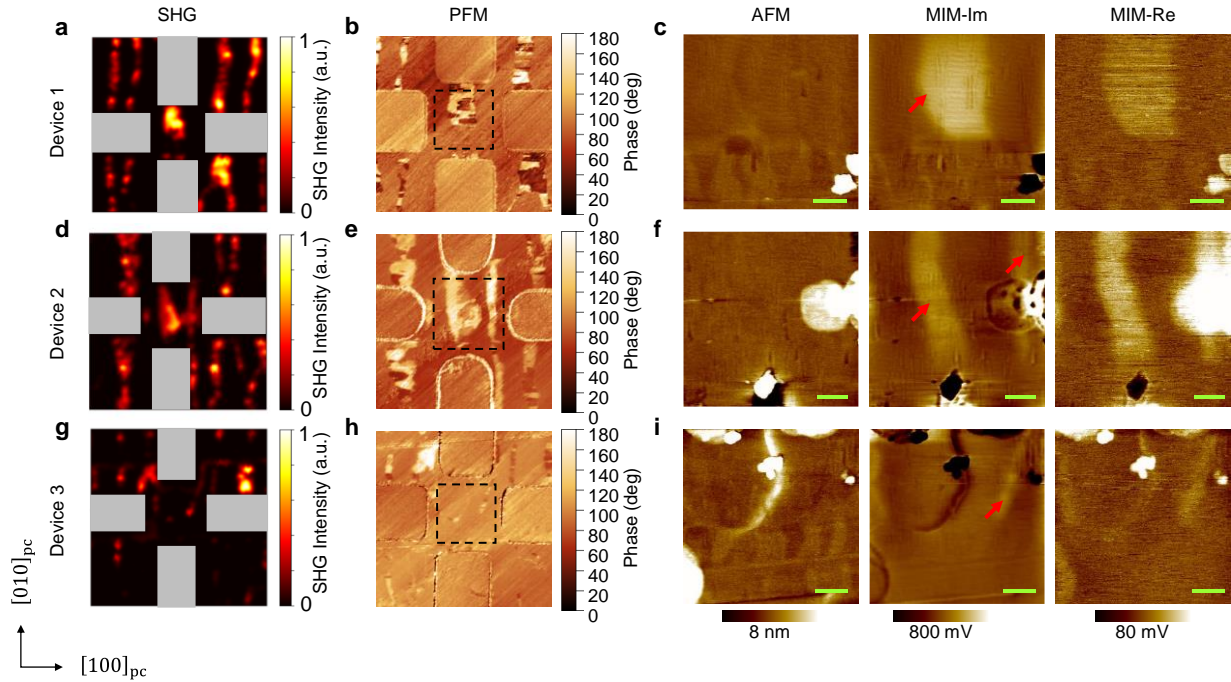 SHG PFM AFM MIM-Im MIM-Re
a b c
Device 1
1
0
SHG Intensity (a.u.)
180
160
140
120
100
80
60
40
20
0
Phase (deg)
d e f
Device 2
1
0
SHG Intensity (a.u.)
180
160
140
120
100
80
60
40
20
0
Phase (deg)
g h i
Device 3
1
0
SHG Intensity (a.u.)
180
160
140
120
100
80
60
40
20
0
Phase (deg)
8 nm 800 mV 80 mV
[010]pc
[100]pc